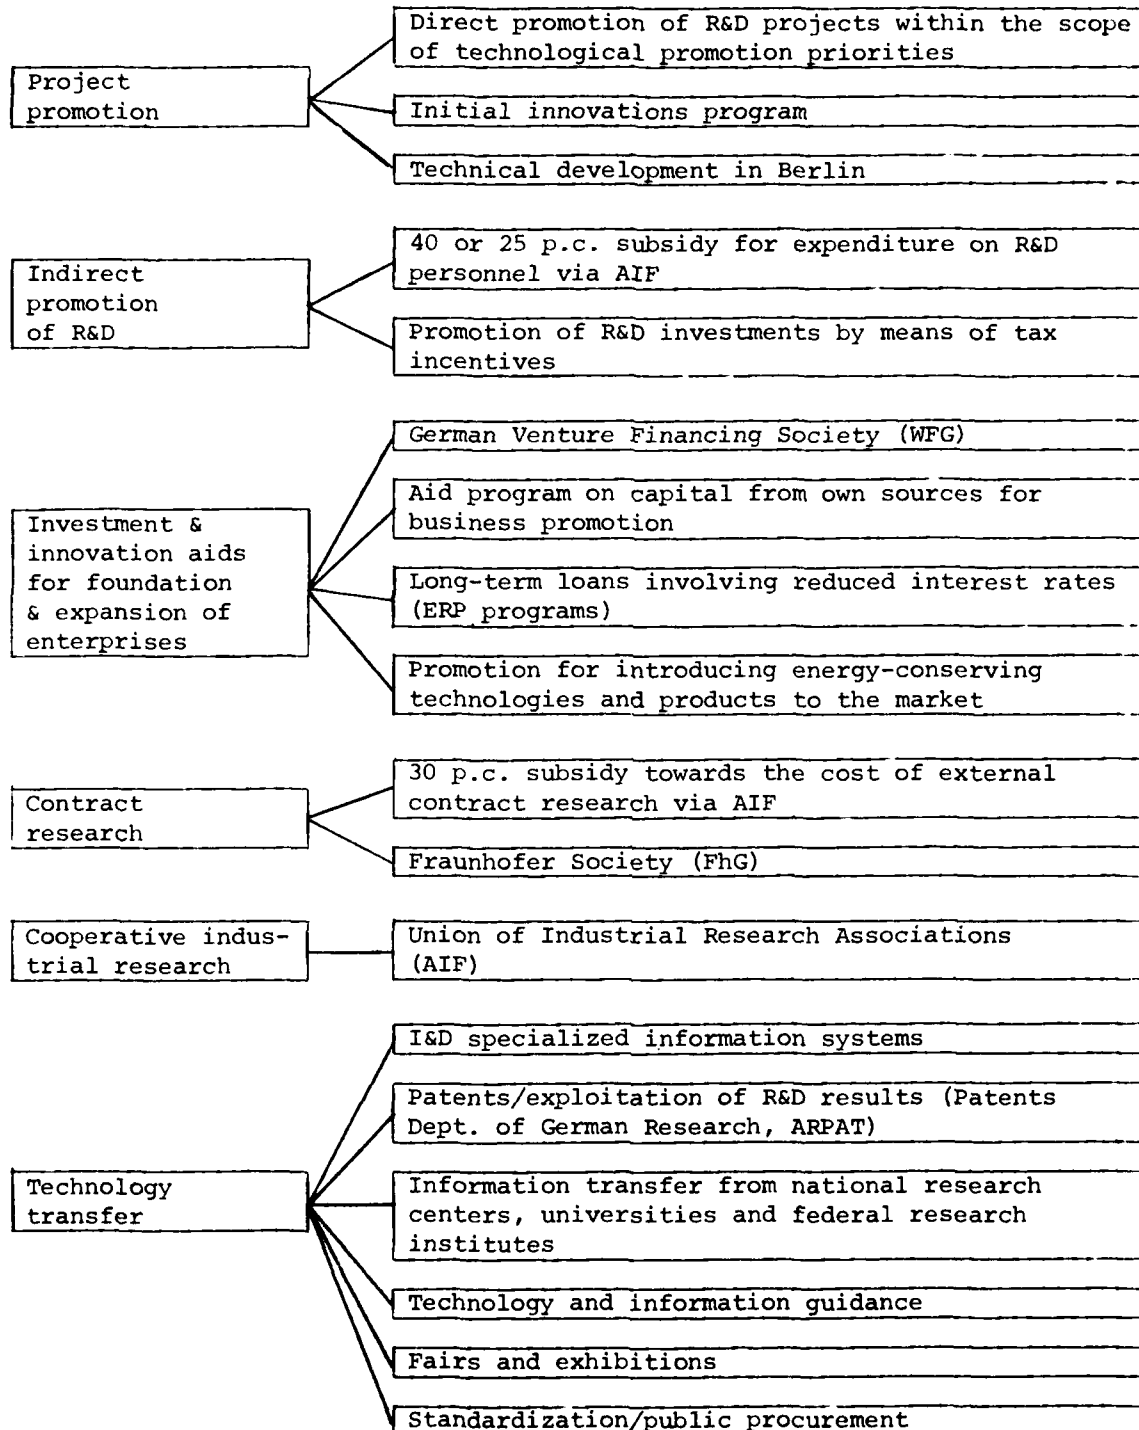 Project
promotion
Direct promotion of R&D projects within the scope
of technological promotion priorities
Initial innovations program
Technical development in Berlin
Indirect
promotion
of R&D
40 or 25 p.c. subsidy for expenditure on R&D
personnel via AIF
Promotion of R&D investments by means of tax
incentives
Investment &
innovation aids
for foundation
& expansion of
enterprises
German Venture Financing Society (WFG)
Aid program on capital from own sources for
business promotion
Long-term loans involving reduced interest rates
(ERP programs)
Promotion for introducing energy-conserving
technologies and products to the market
Contract
research
30 p.c. subsidy towards the cost of external
contract research via AIF
Fraunhofer Society (FhG)
Cooperative indus-
trial research
Union of Industrial Research Associations
(AIF)
Technology
transfer
I&D specialized information systems
Patents/exploitation of R&D results (Patents
Dept. of German Research, ARPAT)
Information transfer from national research
centers, universities and federal research
institutes
Technology and information guidance
Fairs and exhibitions
Standardization/public procurement